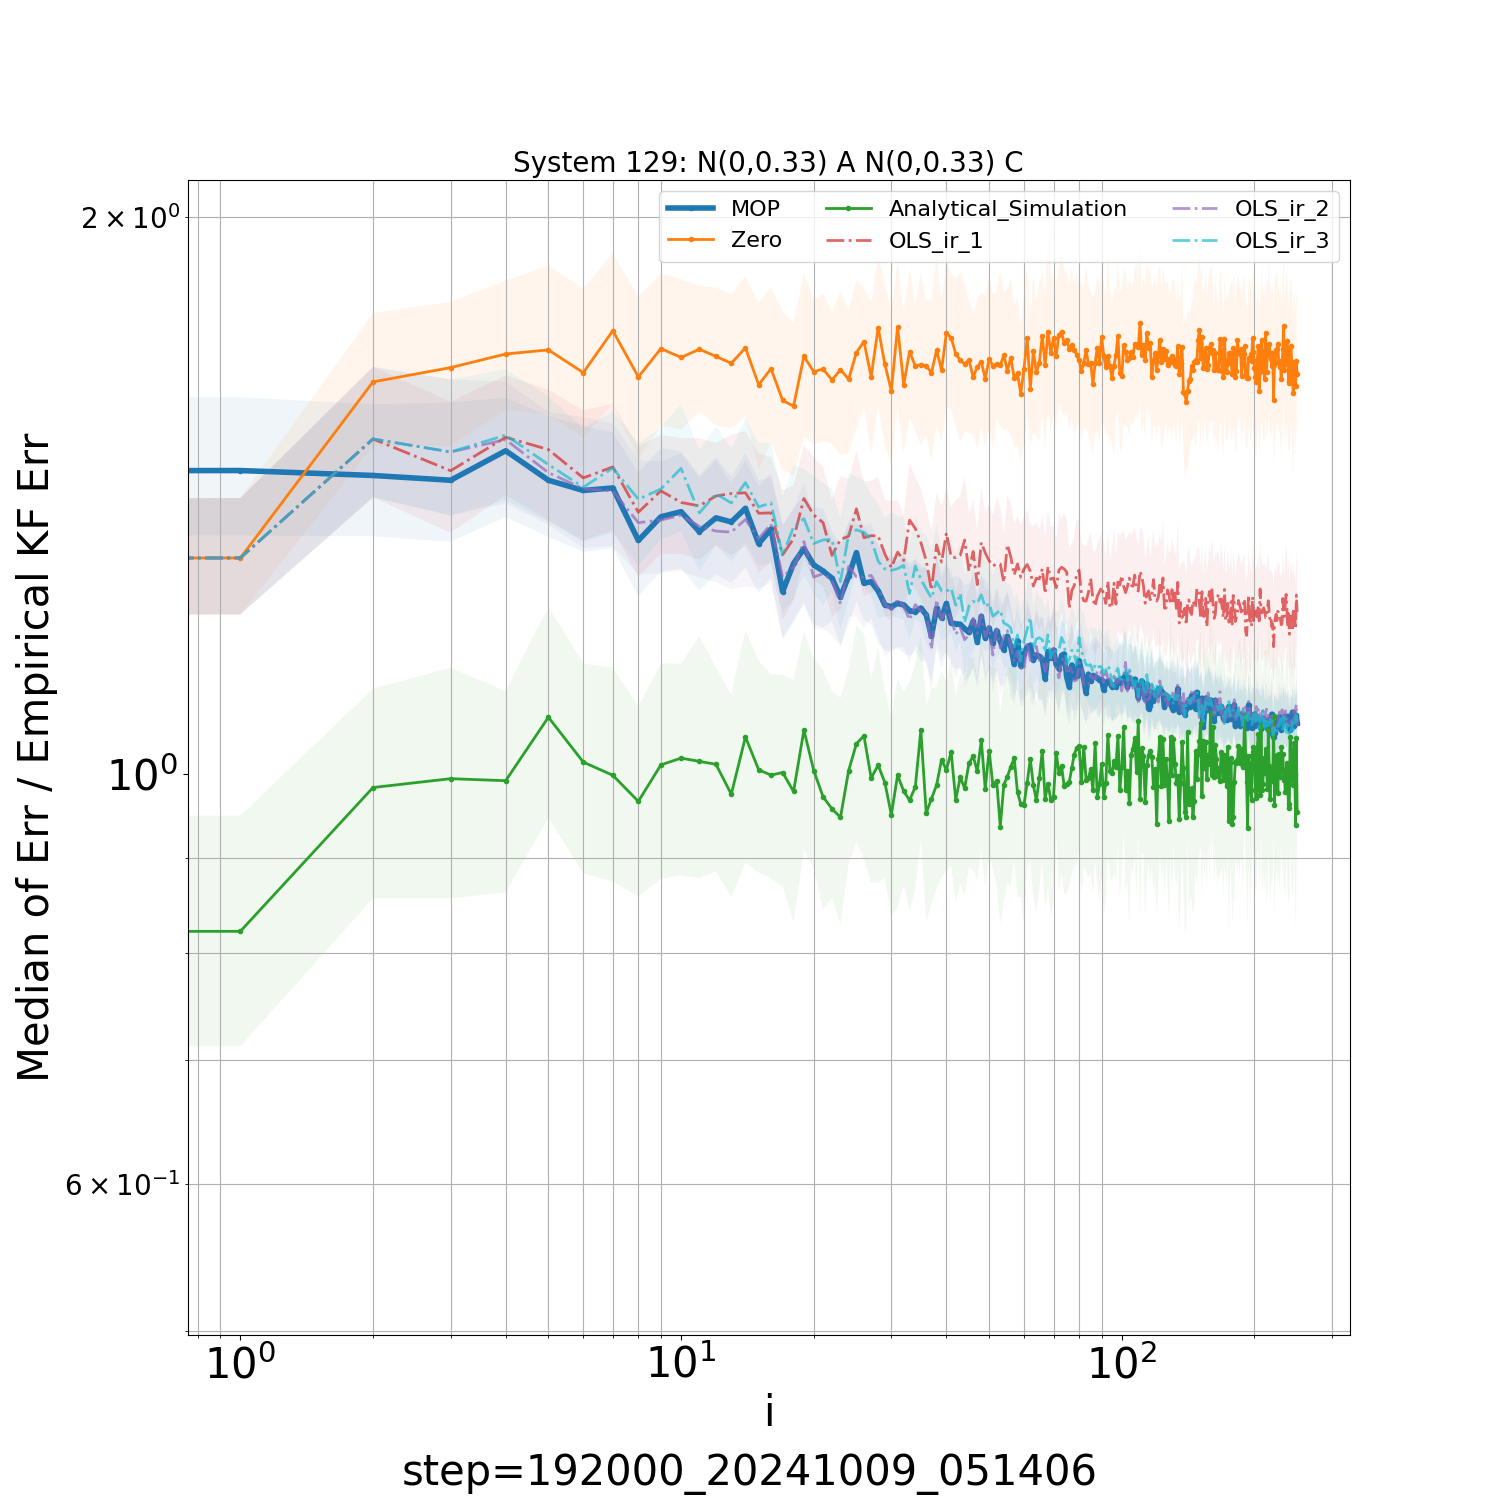 System 129: N(0,0.33) A N(0,0.33) C
MOP
Zero
Analytical_Simulation
OLS_ir_1
OLS_ir_2
OLS_ir_3
Median of Err / Empirical KF Err
2 × 10⁰
10⁰
6 × 10⁻¹
10⁰
10¹
10²
i
step=192000_20241009_051406